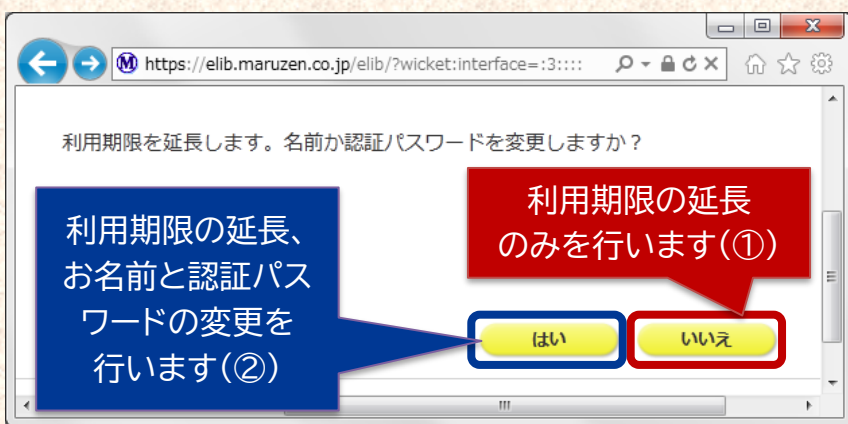 https://elib.maruzen.co.jp/elib/?wicket:interface=:3::::
利用期限を延長します。名前か認証パスワードを変更しますか？
利用期限の延長
のみを行います(①)
利用期限の延長、
お名前と認証パス
ワードの変更を
行います(②)
はい
いいえ